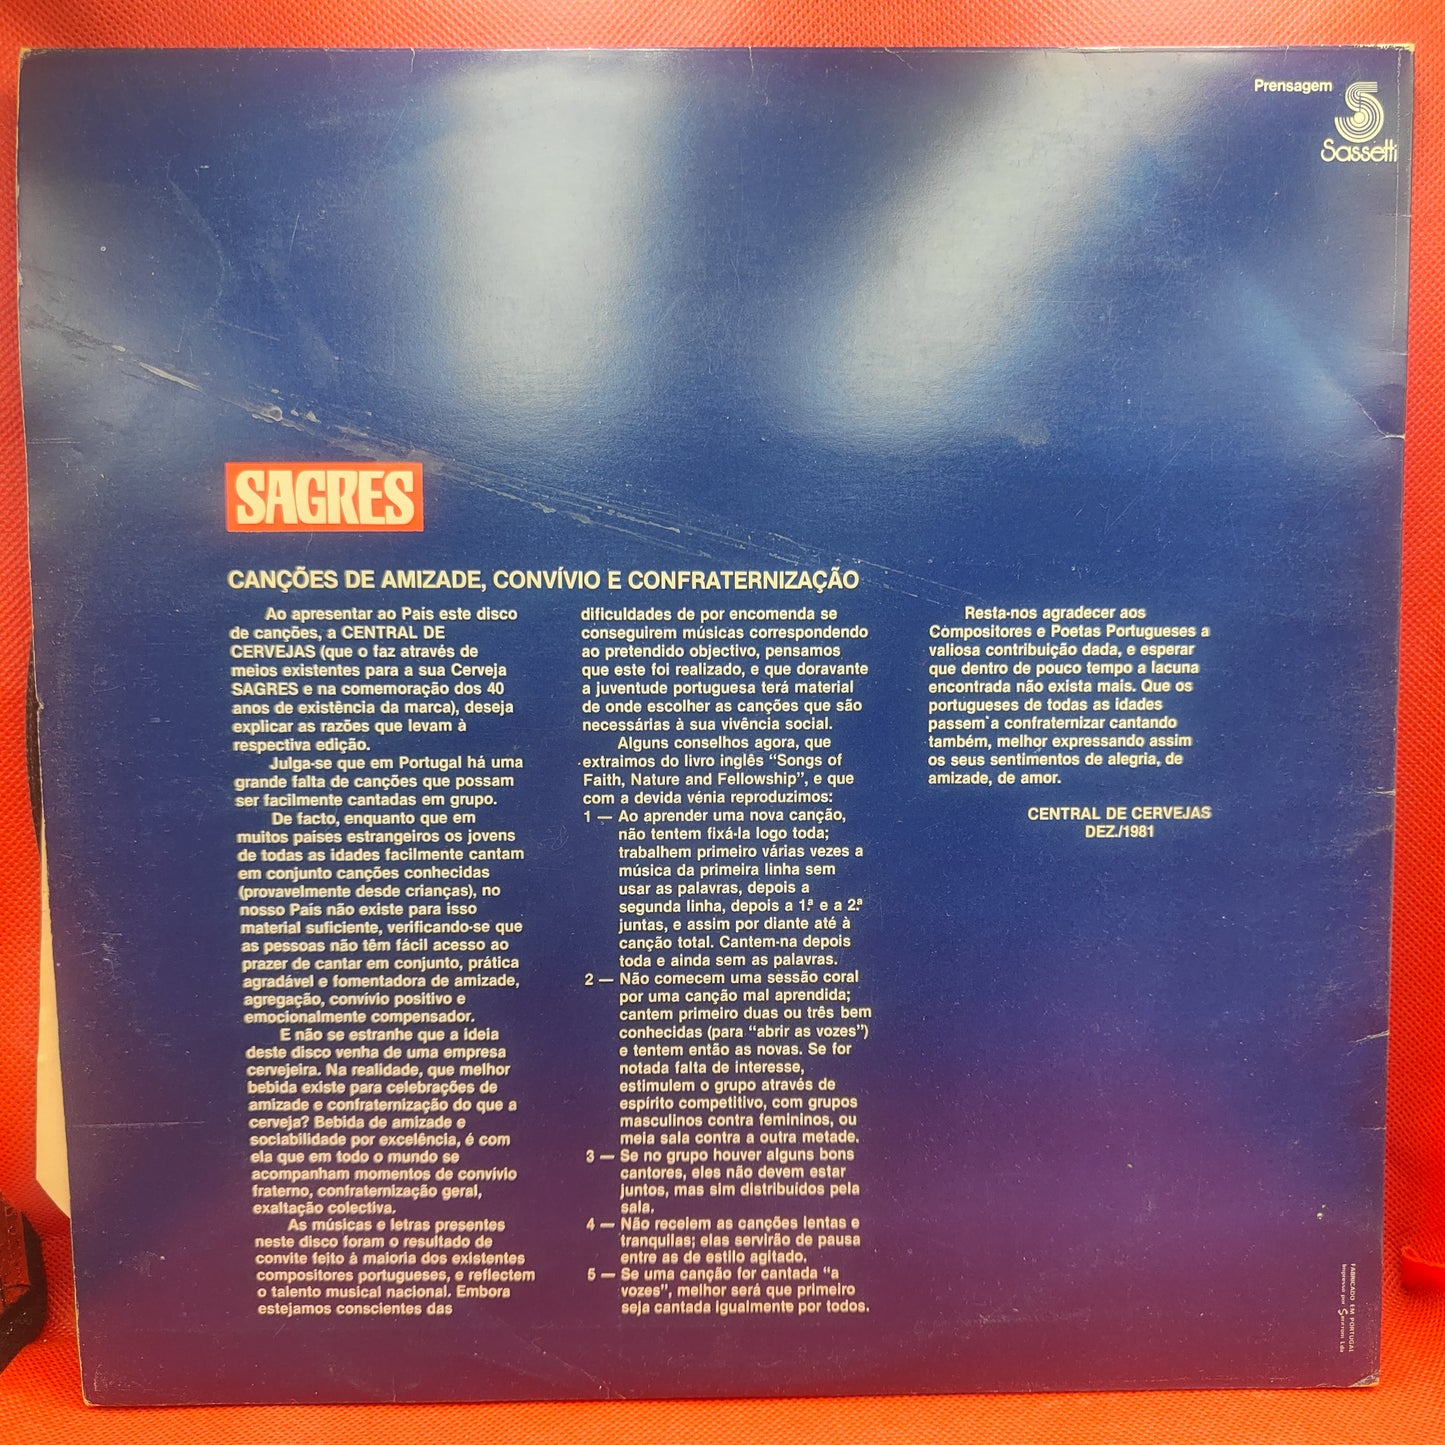 Prensagem
Sassetti
SAGRES
CANÇÕES DE AMIZADE, CONVÍVIO E CONFRATERNIZAÇÃO
Ao apresentar ao País este disco
de canções, a CENTRAL DE
CERVEJAS (que o faz através de
meios existentes para a sua Cerveja
SAGRES e na comemoração dos 40
anos de existência da marca), deseja
explicar as razões que levam à
respectiva edição.
Julga-se que em Portugal há uma
grande falta de canções que possam
ser facilmente cantadas em grupo.
De facto, enquanto que em
muitos países estrangeiros os jovens
de todas as idades facilmente cantam
em conjunto canções conhecidas
(provavelmente desde crianças), no
nosso País não existe para isso
material suficiente, verificando-se que
as pessoas não têm fácil acesso ao
prazer de cantar em conjunto, prática
agradável e fomentadora de amizade,
agregação, convívio positivo e
emocionalmente compensador.
E não se estranhe que a ideia
deste disco venha de uma empresa
cervejeira. Na realidade, que melhor
bebida existe para celebrações de
amizade e confraternização do que a
cerveja? Bebida de amizade e
sociabilidade por excelência, é com
ela que em todo o mundo se
acompanham momentos de convívio
fraterno, confraternização geral,
exaltação colectiva.
As músicas e letras presentes
neste disco foram o resultado de
convite feito à maioria dos existentes
compositores portugueses, e reflectem
o talento musical nacional. Embora
estejamos conscientes das
dificuldades de por encomenda se
conseguirem músicas correspondendo
ao pretendido objectivo, pensamos
que este foi realizado, e que doravante
a juventude portuguesa terá material
de onde escolher as canções que são
necessárias à sua vivência social.
Alguns conselhos agora, que
extraimos do livro inglês “Songs of
Faith, Nature and Fellowship”, e que
com a devida vénia reproduzimos:
1 — Ao aprender uma nova canção,
não tentem fixá-la logo toda;
trabalhem primeiro várias vezes a
música da primeira linha sem
usar as palavras, depois a
segunda linha, depois a 1.ª e a 2.ª
juntas, e assim por diante até à
canção total. Cantem-na depois
toda e ainda sem as palavras.
2 — Não comecem uma sessão coral
por uma canção mal aprendida;
cantem primeiro duas ou três bem
conhecidas (para “abrir as vozes”)
e tentem então as novas. Se for
notada falta de interesse,
estimulem o grupo através de
espírito competitivo, com grupos
masculinos contra femininos, ou
meia sala contra a outra metade.
3 — Se no grupo houver alguns bons
cantores, eles não devem estar
juntos, mas sim distribuídos pela
sala.
4 — Não receiem as canções lentas e
tranquilas; elas servirão de pausa
entre as de estilo agitado.
5 — Se uma canção for cantada “a
vozes”, melhor será que primeiro
seja cantada igualmente por todos.
Resta-nos agradecer aos
Compositores e Poetas Portugueses a
valiosa contribuição dada, e esperar
que dentro de pouco tempo a lacuna
encontrada não exista mais. Que os
portugueses de todas as idades
passem a confraternizar cantando
também, melhor expressando assim
os seus sentimentos de alegria, de
amizade, de amor.
CENTRAL DE CERVEJAS
DEZ./1981
FABRICADO EM PORTUGAL
Impresso por